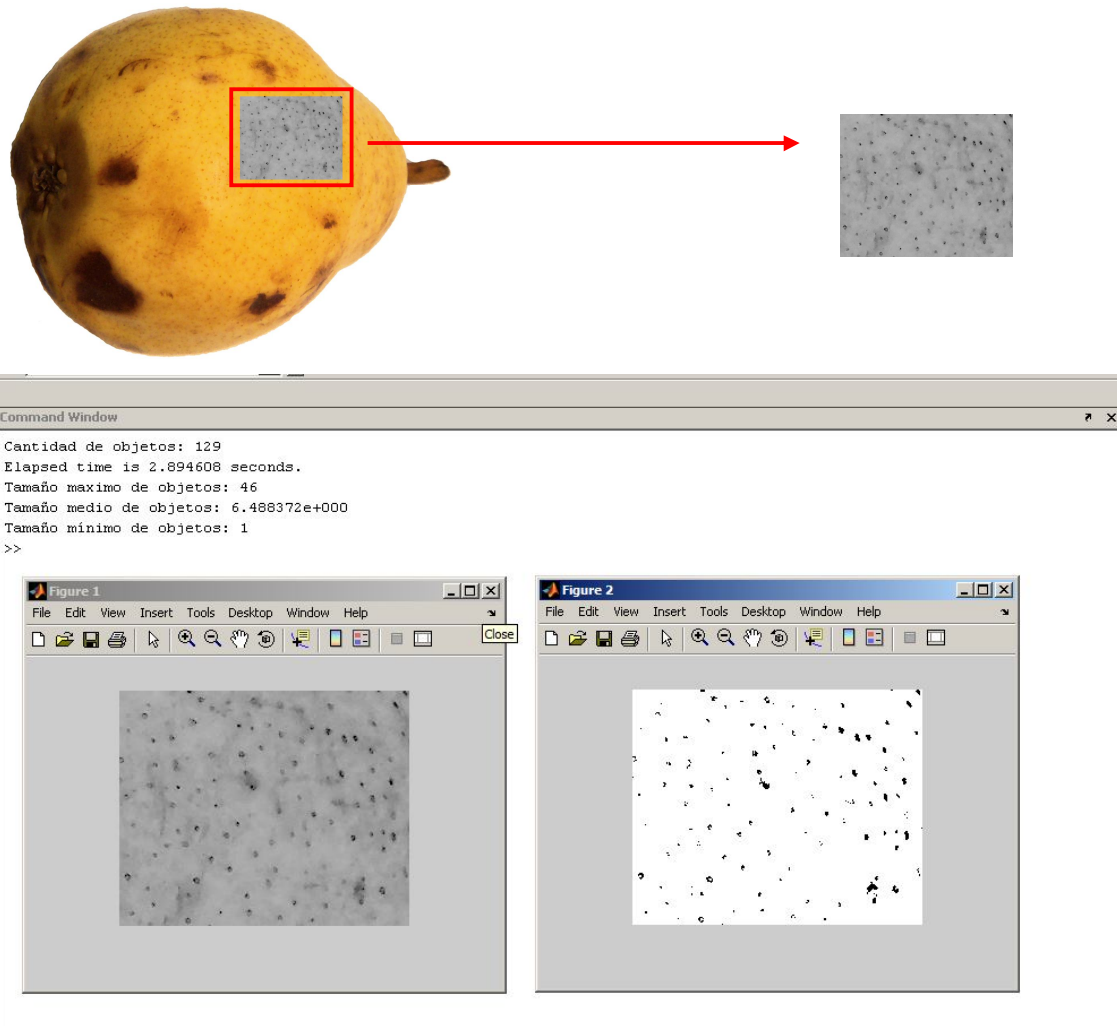 Command Window
Cantidad de objetos: 129
Elapsed time is 2.894608 seconds.
Tamaño maximo de objetos: 46
Tamaño medio de objetos: 6.488372e+000
Tamaño mínimo de objetos: 1
>>
Figure 1
File Edit View Insert Tools Desktop Window Help
Close
Figure 2
File Edit View Insert Tools Desktop Window Help